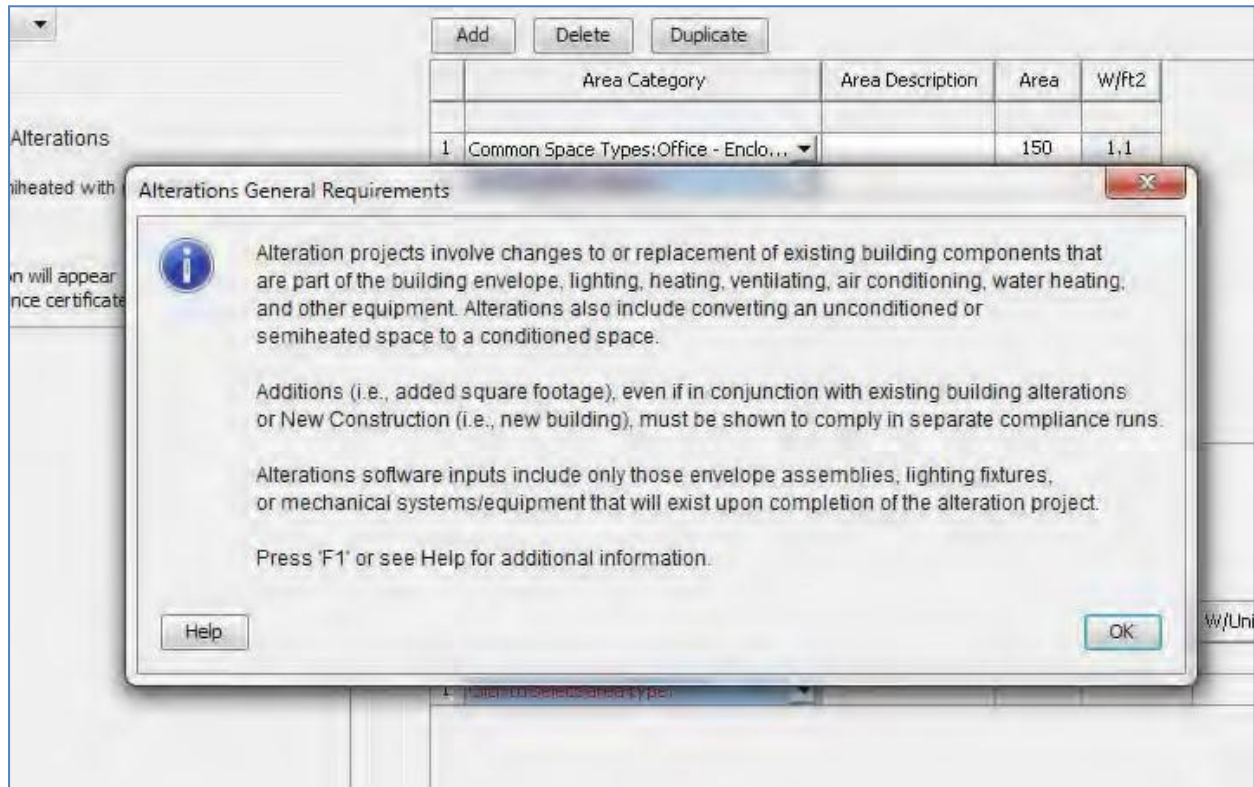 Add Delete Duplicate
Area Category Area Description Area W/ft2
Alterations
1 Common Space Types:Office - Enclo... 150 1.1
iheated with
Alterations General Requirements
on will appear
nce certificate
Alteration projects involve changes to or replacement of existing building components that
are part of the building envelope, lighting, heating, ventilating, air conditioning, water heating,
and other equipment. Alterations also include converting an unconditioned or
semiheated space to a conditioned space.
Additions (i.e., added square footage), even if in conjunction with existing building alterations
or New Construction (i.e., new building), must be shown to comply in separate compliance runs.
Alterations software inputs include only those envelope assemblies, lighting fixtures,
or mechanical systems/equipment that will exist upon completion of the alteration project.
Press 'F1' or see Help for additional information.
Help OK
W/Uni
1